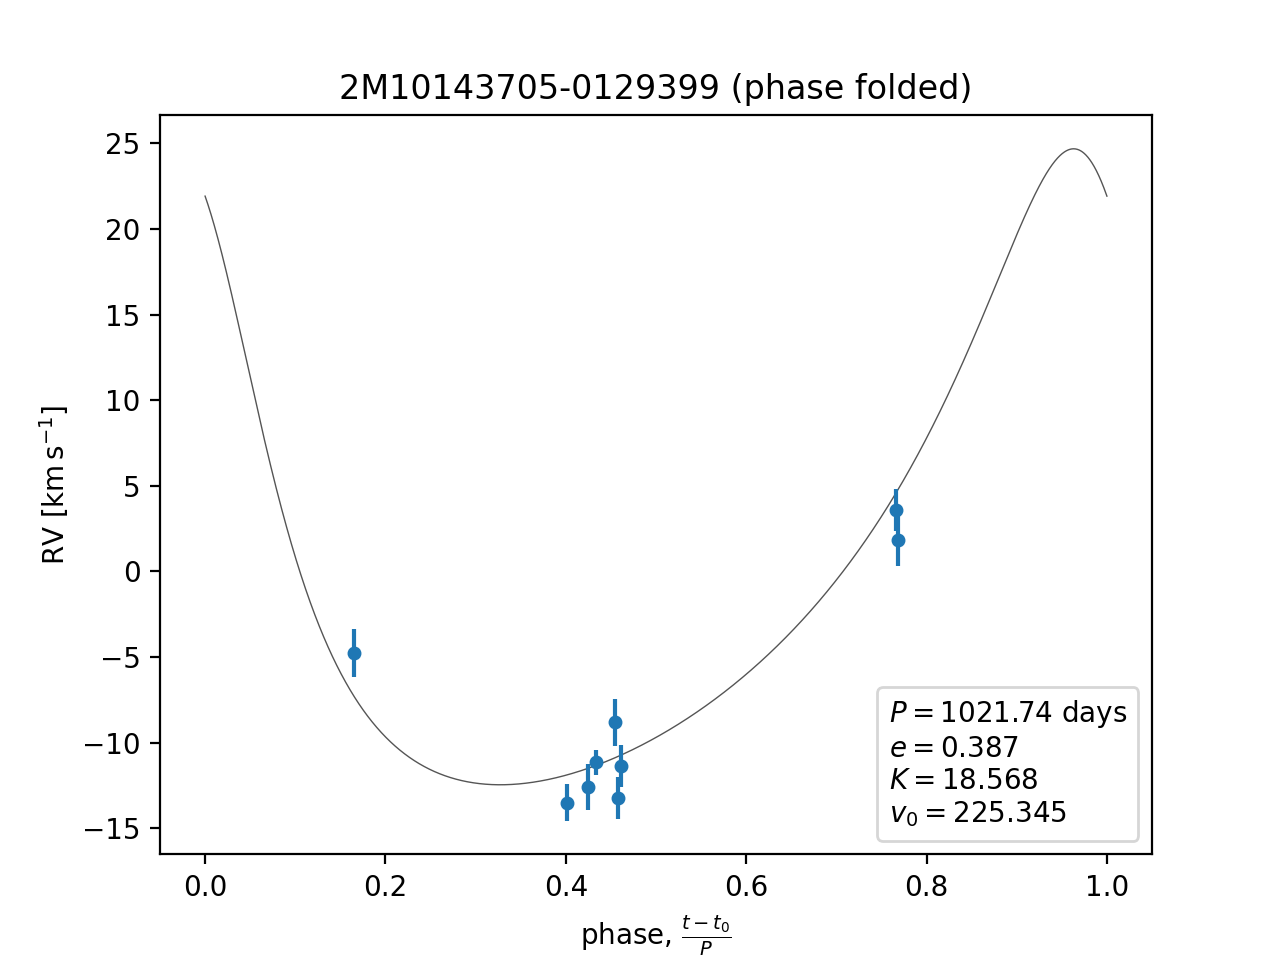 2M10143705-0129399 (phase folded)
RV [km s⁻¹]
25
20
15
10
5
0
−5
−10
−15
P = 1021.74 days
e = 0.387
K = 18.568
v₀ = 225.345
0.0 0.2 0.4 0.6 0.8 1.0
phase, (t − t₀)/P